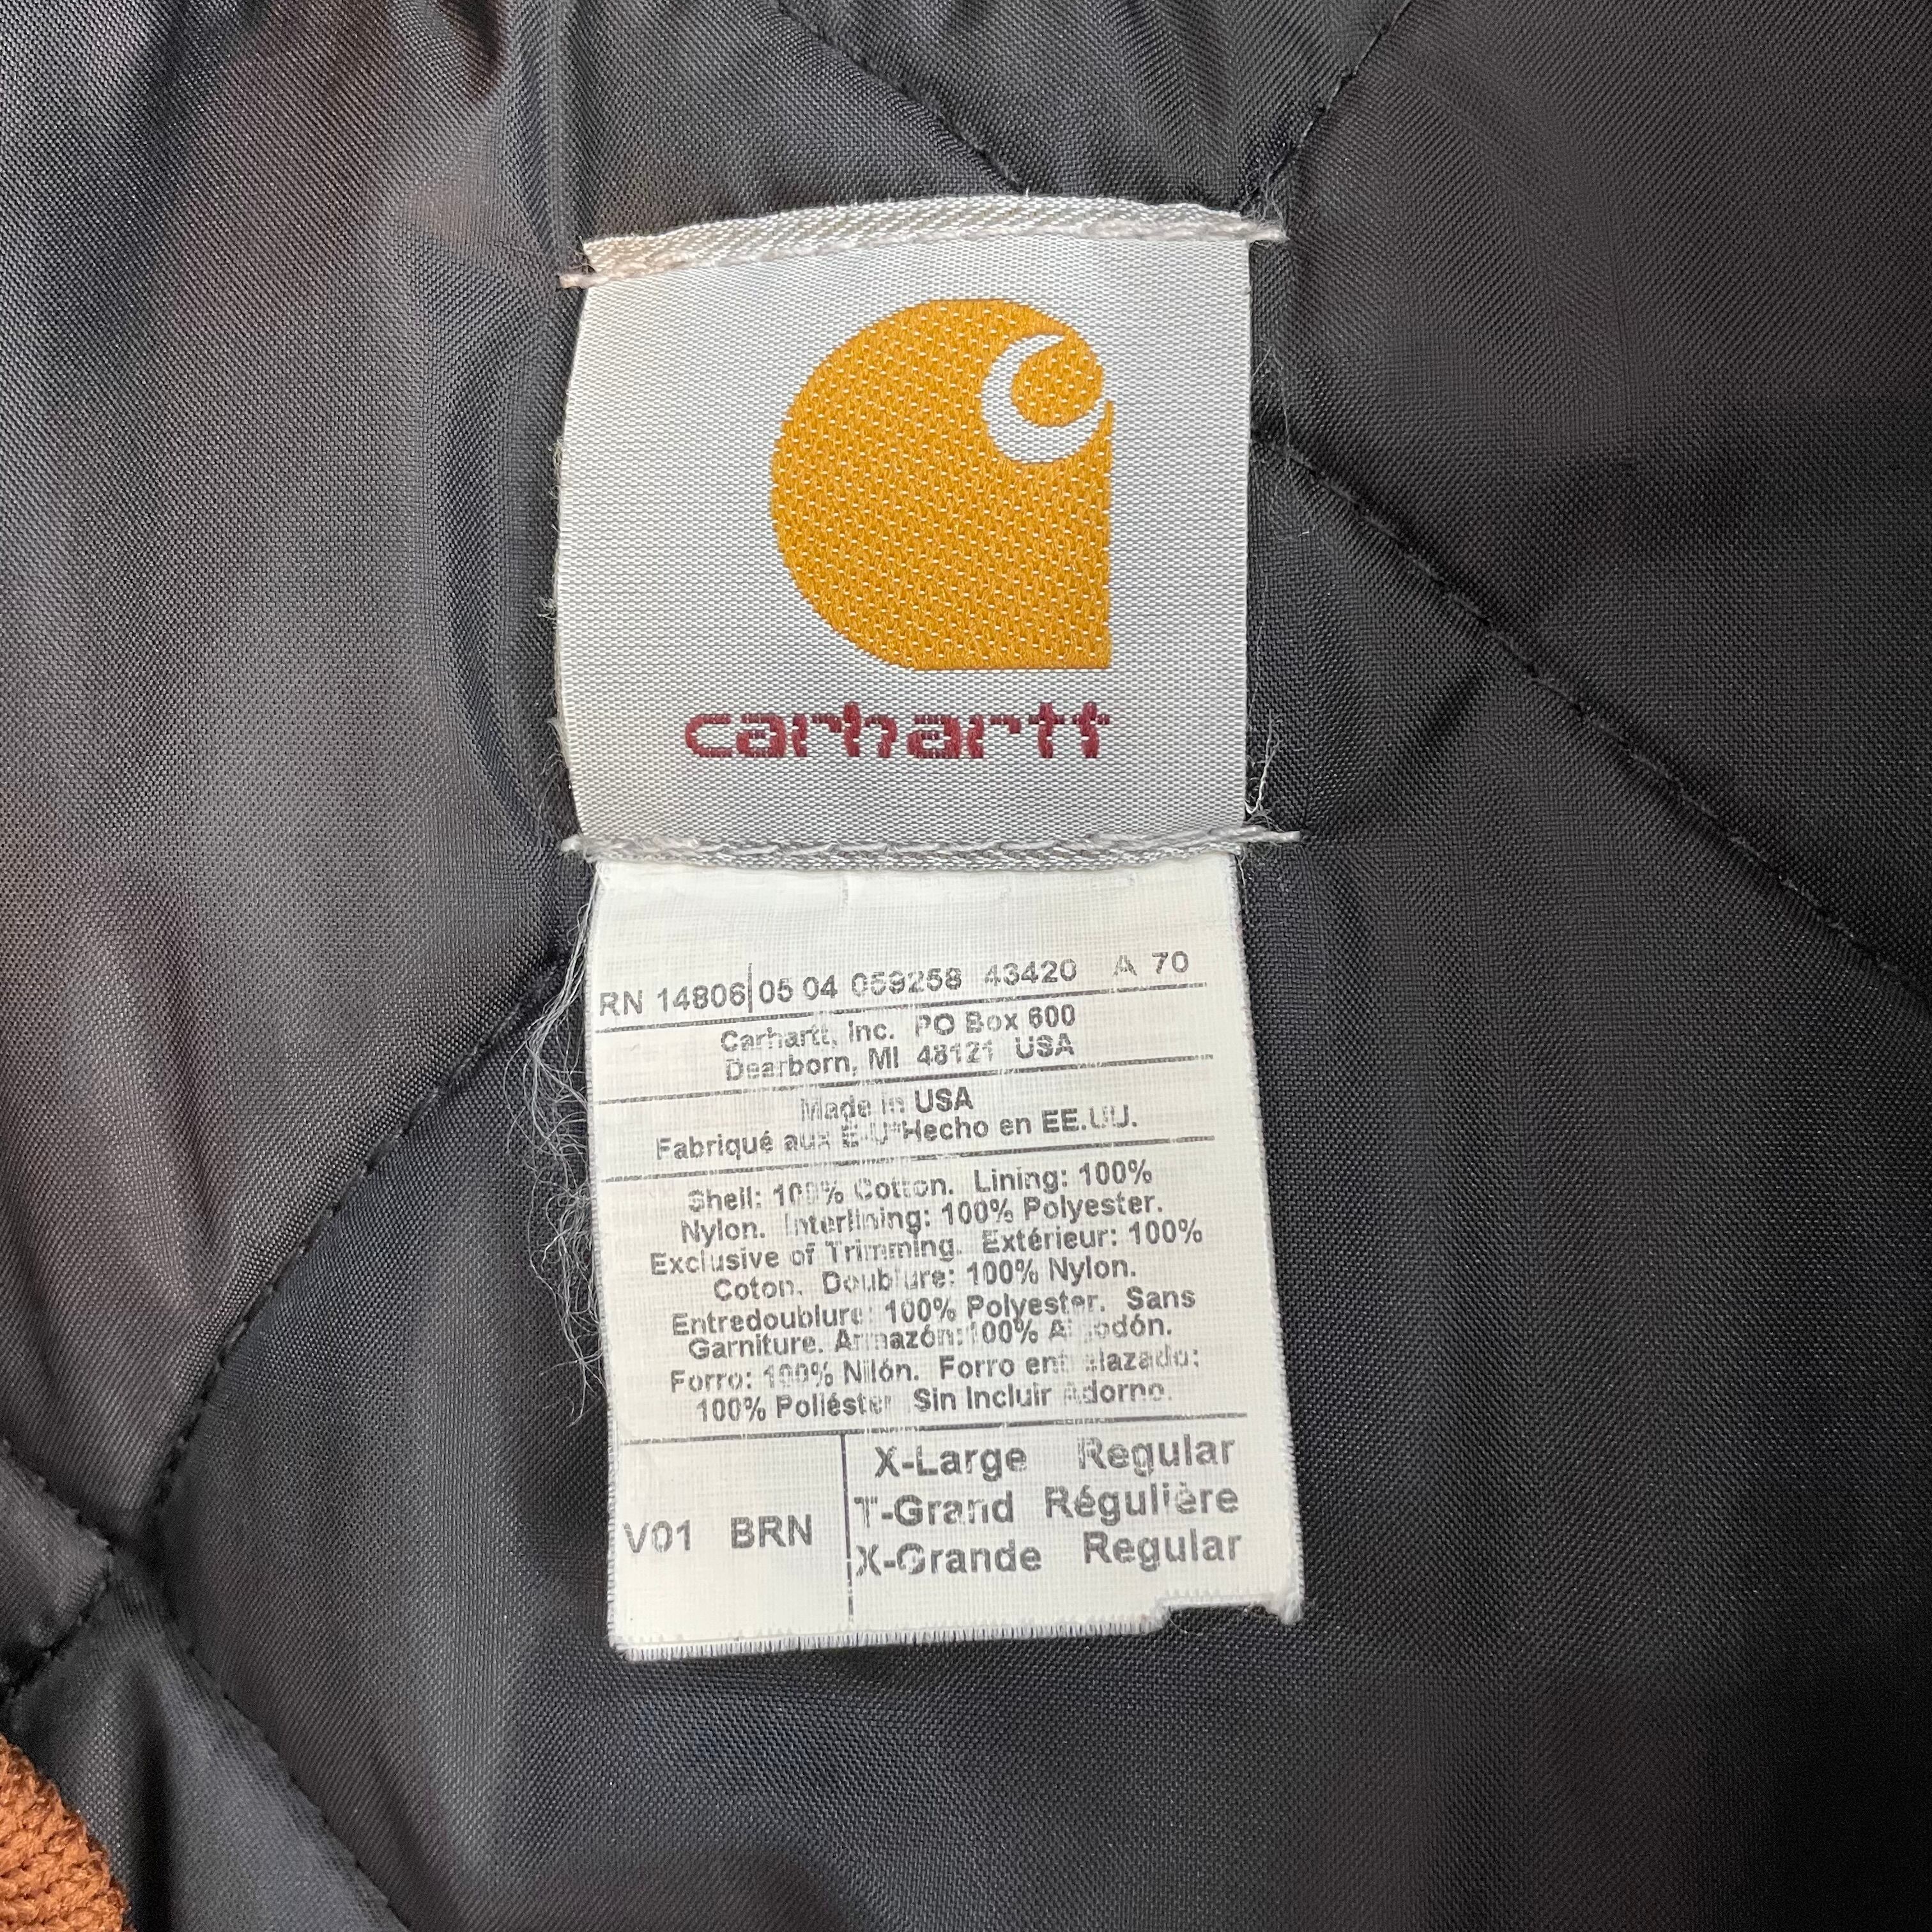 carhartt
RN 14806 05 04 059258 43420 A 70
Carhartt, Inc. PO Box 600
Dearborn, MI 48121 USA
Made in USA
Fabriqué aux E-U*Hecho en EE.UU.
Shell: 100% Cotton. Lining: 100%
Nylon. Interlining: 100% Polyester.
Exclusive of Trimming. Extérieur: 100%
Coton. Doublure: 100% Nylon.
Entredoublure: 100% Polyester. Sans
Garniture. Armazón:100% Algodón.
Forro: 100% Nilón. Forro entrelazado:
100% Poliéster Sin Incluir Adorno.
X-Large Regular
T-Grand Régulière
V01 BRN
X-Grande Regular